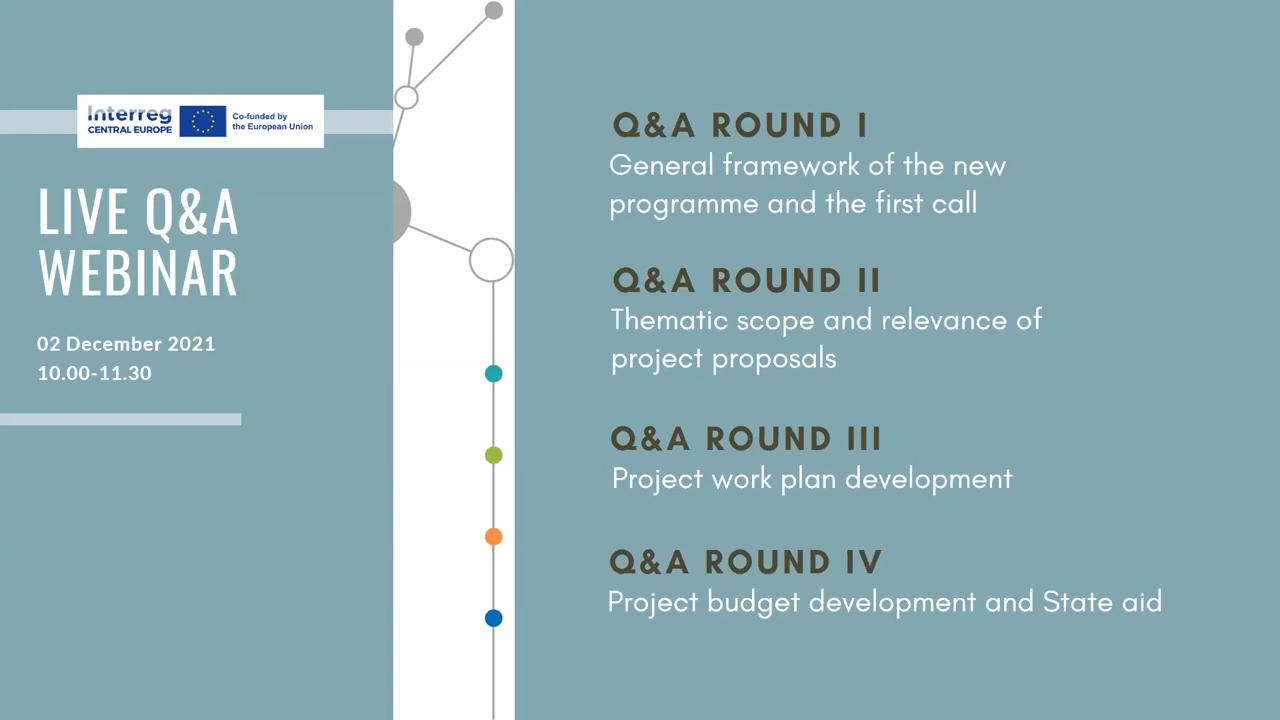 Interreg
CENTRAL EUROPE
Co-funded by
the European Union
LIVE Q&A
WEBINAR
02 December 2021
10.00-11.30
Q&A ROUND I
General framework of the new
programme and the first call
Q&A ROUND II
Thematic scope and relevance of
project proposals
Q&A ROUND III
Project work plan development
Q&A ROUND IV
Project budget development and State aid